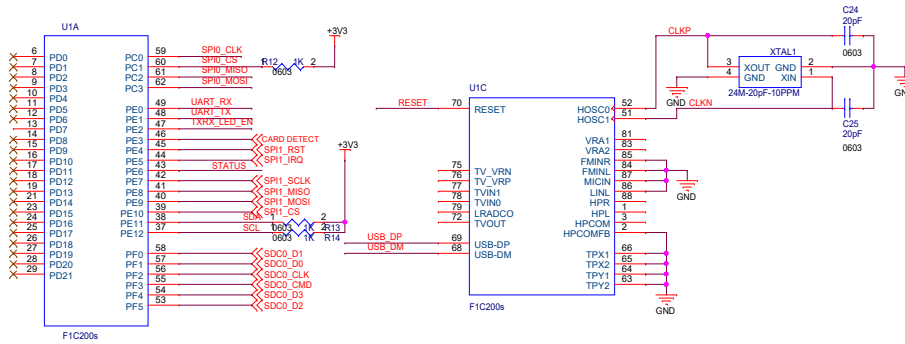 U1A
6 PD0
7 PD1
8 PD2
9 PD3
10 PD4
11 PD5
12 PD6
13 PD7
14 PD8
15 PD9
16 PD10
17 PD11
18 PD12
19 PD13
21 PD14
23 PD15
24 PD16
25 PD17
26 PD18
27 PD19
28 PD20
29 PD21
PC0 59 SPI0_CLK
PC1 60 SPI0_CS
PC2 61 SPI0_MISO
PC3 62 SPI0_MOSI
PE0 49 UART_RX
PE1 48 UART_TX
PE2 47 TXRX_LED_EN
PE3 46 CARD DETECT
PE4 45 SPI1_RST
PE5 44 SPI1_IRQ
PE6 43 STATUS
PE7 42 SPI1_SCLK
PE8 41 SPI1_MISO
PE9 40 SPI1_MOSI
PE10 39 SPI1_CS
PE11 38 SDA
PE12 37 SCL
PF0 58 SDC0_D1
PF1 57 SDC0_D0
PF2 56 SDC0_CLK
PF3 55 SDC0_CMD
PF4 54 SDC0_D3
PF5 53 SDC0_D2
F1C200s
+3V3
1 R12 1K 2
0603
+3V3
1 2
0603 1K R13
1 2
0603 1K R14
U1C
RESET 70 RESET
75 TV_VRN
76 TV_VRP
77 TVIN1
78 TVIN0
79 LRADCO
72 TVOUT
USB_DP 69 USB-DP
USB_DM 68 USB-DM
HOSC0 52
HOSC1 51
VRA1 81
VRA2 82
FMINR 85
FMINL 84
MICIN 87
LINL 86
HPR 88
HPL 1
HPCOM 3
HPCOMFB 2
TPX1 66
TPX2 65
TPY1 64
TPY2 63
F1C200s
GND
GND
CLKP
CLKN
GND
XTAL1
3 XOUT GND 2
4 GND XIN 1
24M-20pF-10PPM
C24
20pF
0603
C25
20pF
0603
GND